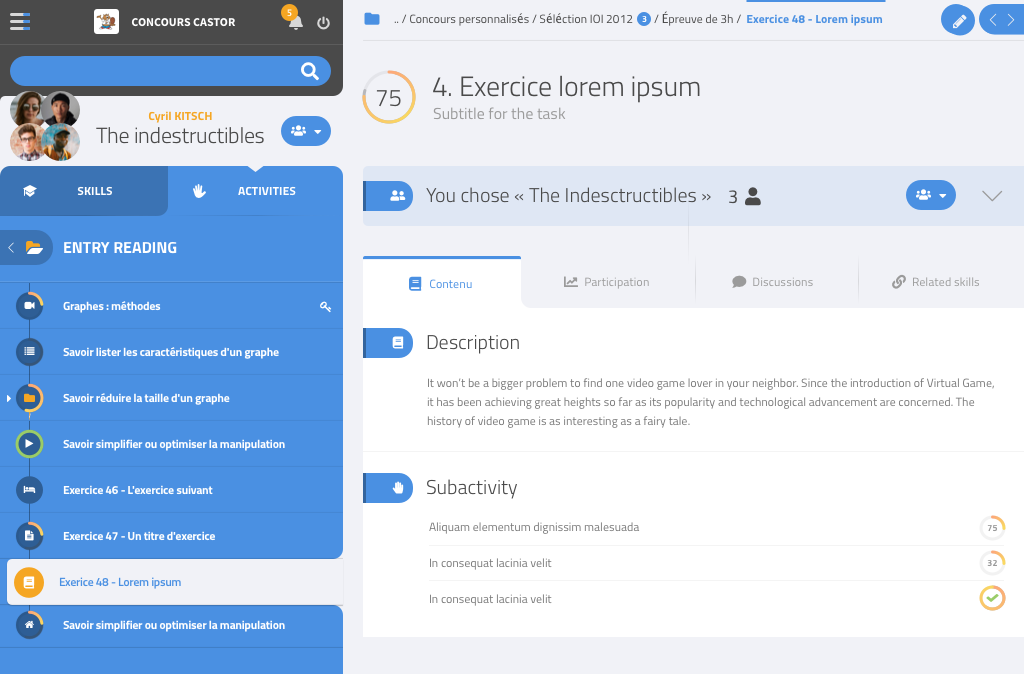 CONCOURS CASTOR
5
Cyril KITSCH
The indestructibles
SKILLS
ACTIVITIES
ENTRY READING
Graphes : méthodes
Savoir lister les caractéristiques d'un graphe
Savoir réduire la taille d'un graphe
Savoir simplifier ou optimiser la manipulation
Exercice 46 - L'exercice suivant
Exercice 47 - Un titre d'exercice
Exerice 48 - Lorem ipsum
Savoir simplifier ou optimiser la manipulation
.. / Concours personnalisés / Séléction IOI 2012 3 / Épreuve de 3h / Exercice 48 - Lorem ipsum
75
4. Exercice lorem ipsum
Subtitle for the task
You chose « The Indesctructibles » 3
Contenu
Participation
Discussions
Related skills
Description
It won't be a bigger problem to find one video game lover in your neighbor. Since the introduction of Virtual Game,
it has been achieving great heights so far as its popularity and technological advancement are concerned. The
history of video game is as interesting as a fairy tale.
Subactivity
Aliquam elementum dignissim malesuada 75
In consequat lacinia velit 32
In consequat lacinia velit